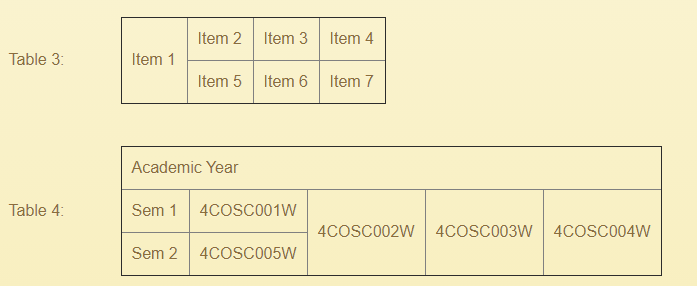 Table 3:
Item 1
Item 2 Item 3 Item 4
Item 5 Item 6 Item 7
Table 4:
Academic Year
Sem 1 4COSC001W
4COSC002W 4COSC003W 4COSC004W
Sem 2 4COSC005W